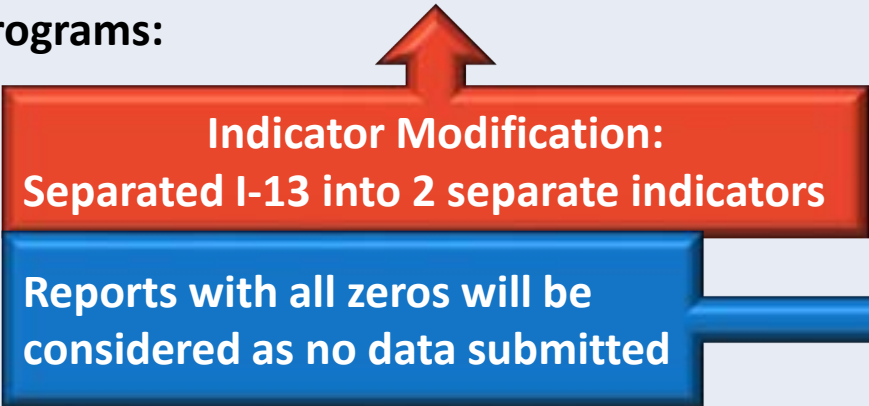 rograms:
Indicator Modification:
Separated I-13 into 2 separate indicators
Reports with all zeros will be
considered as no data submitted